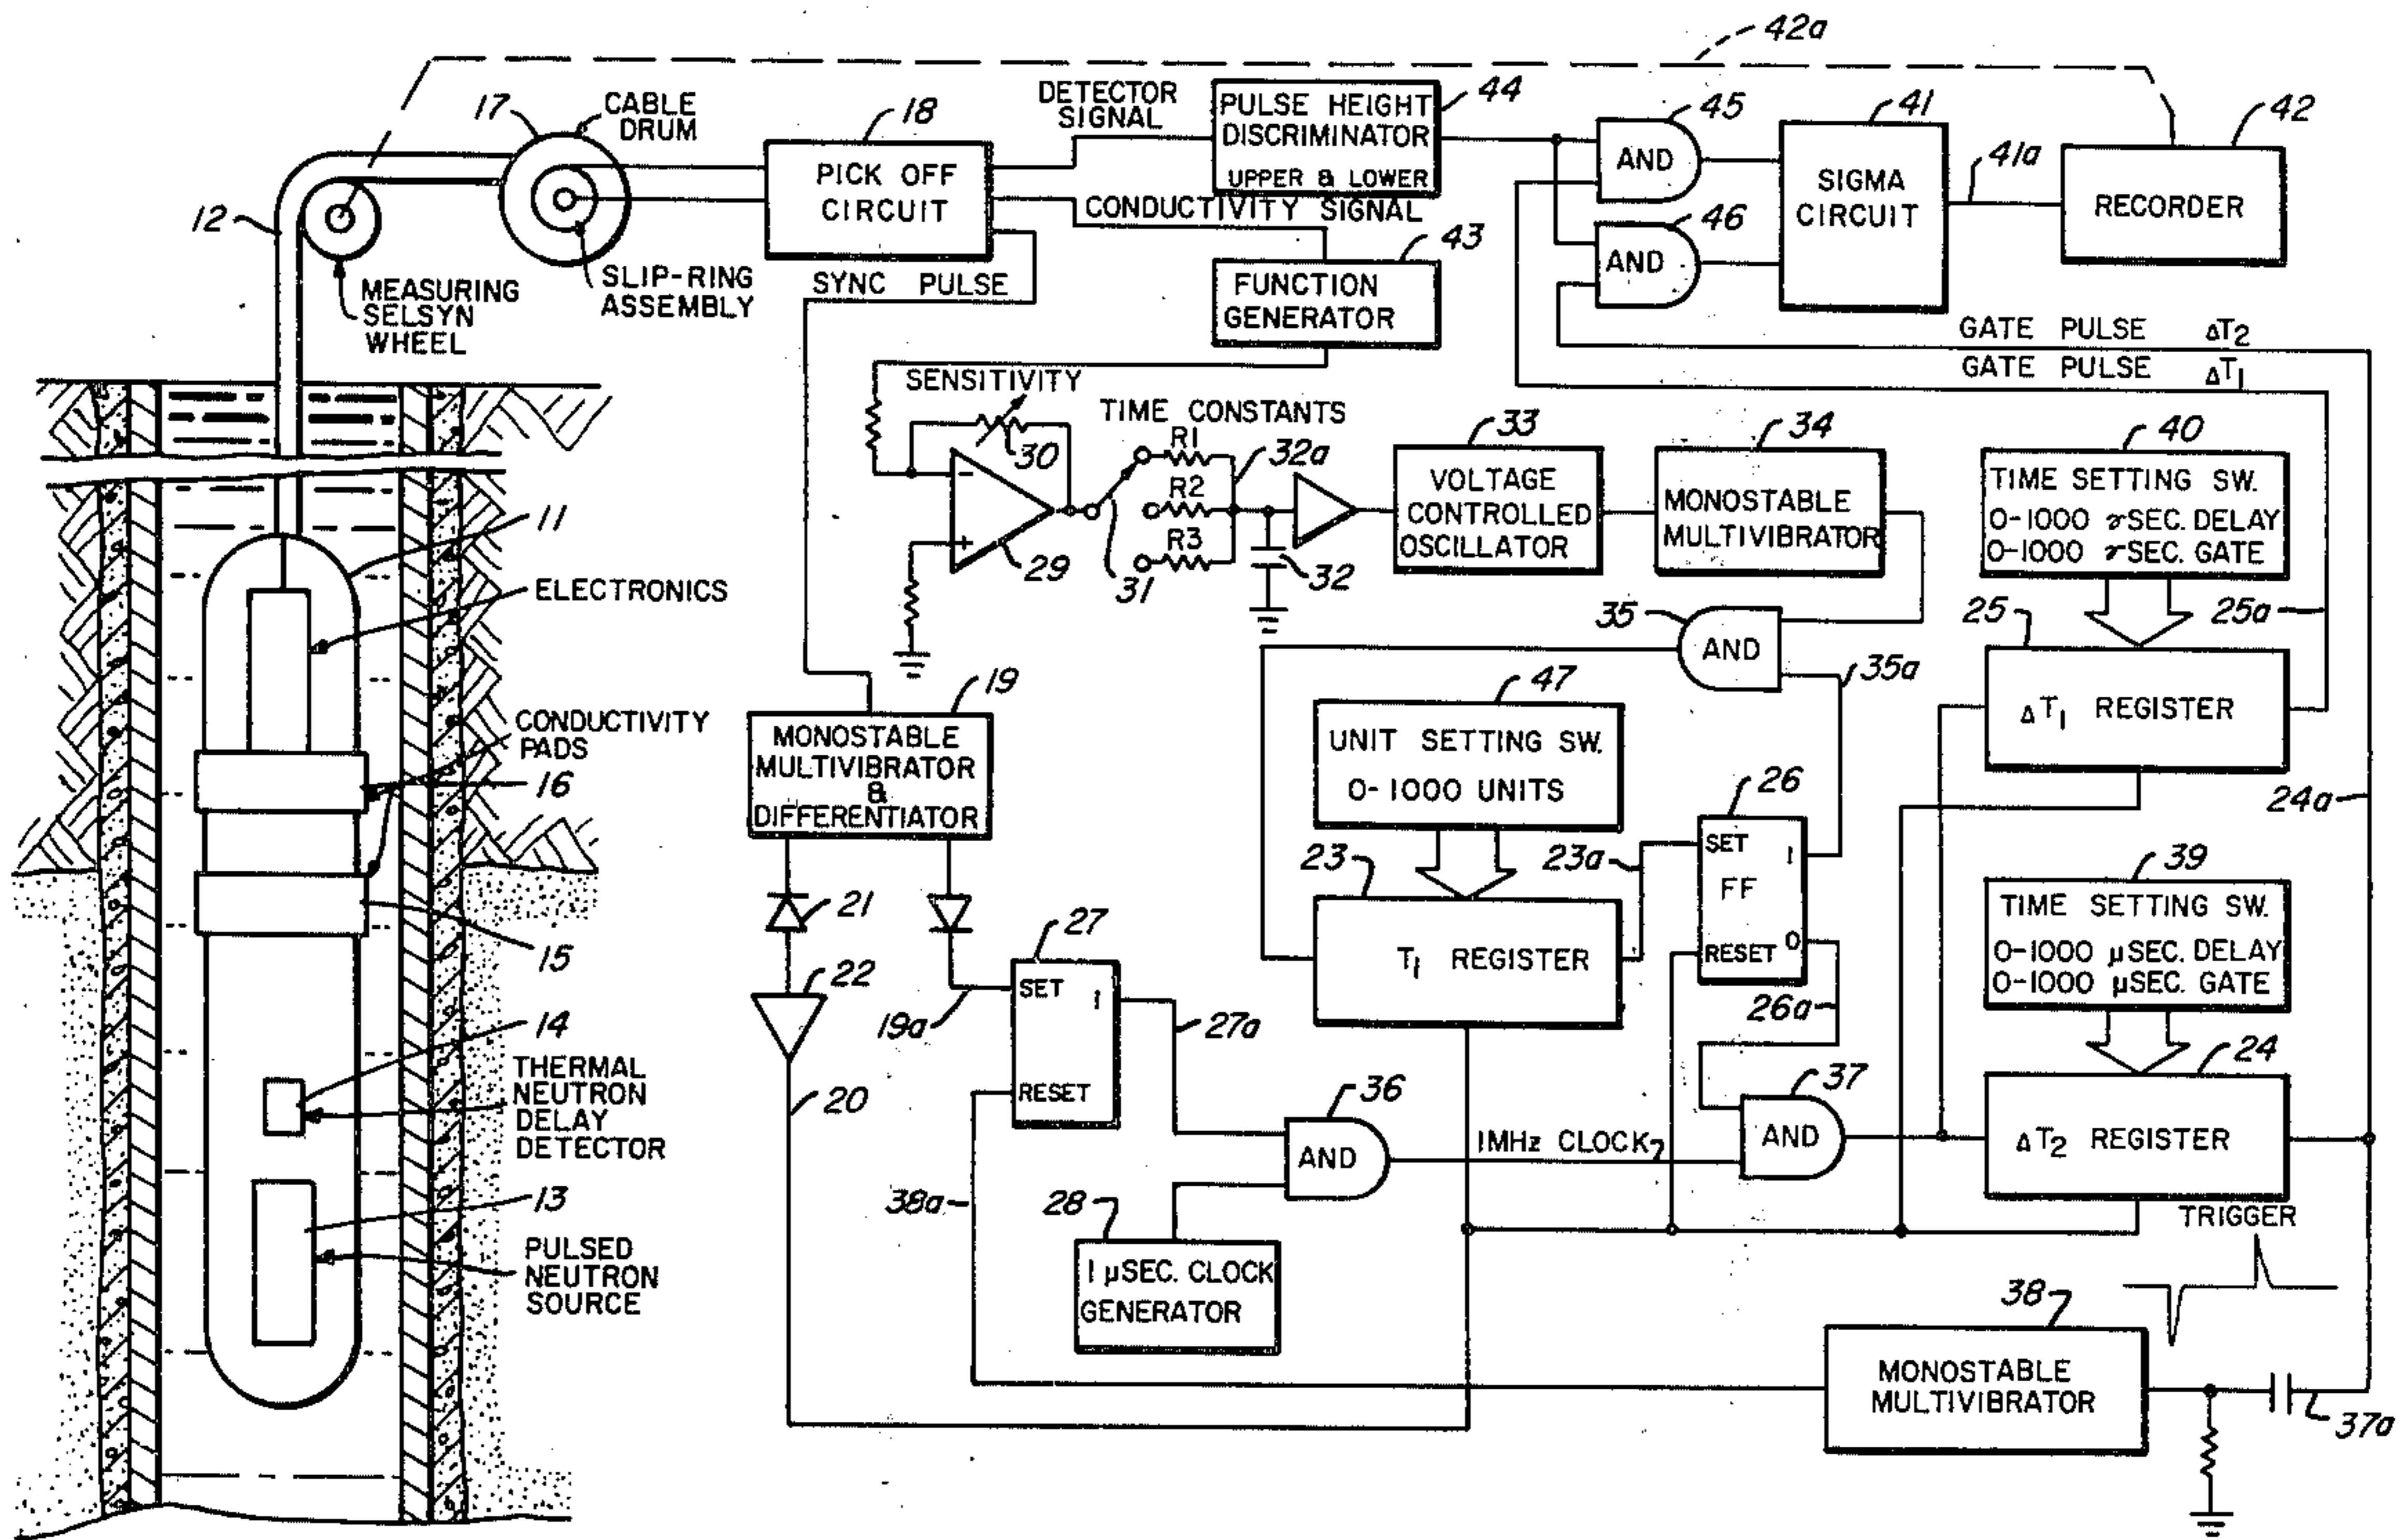 42a
17
CABLE
DRUM
18
PICK OFF
CIRCUIT
DETECTOR
SIGNAL
PULSE HEIGHT
DISCRIMINATOR
UPPER & LOWER
44
45
AND
41
SIGMA
CIRCUIT
41a
42
RECORDER
12
MEASURING
SELSYN
WHEEL
SLIP-RING
ASSEMBLY
SYNC PULSE
CONDUCTIVITY SIGNAL
43
FUNCTION
GENERATOR
46
AND
GATE PULSE ΔT2
GATE PULSE ΔT1
SENSITIVITY
30
-
+
29
TIME CONSTANTS
R1
R2
R3
31
32a
32
33
VOLTAGE
CONTROLLED
OSCILLATOR
34
MONOSTABLE
MULTIVIBRATOR
40
TIME SETTING SW.
0-1000 𝛾SEC. DELAY
0-1000 𝛾SEC. GATE
11
ELECTRONICS
35
AND
35a
25
25a
ΔT1 REGISTER
CONDUCTIVITY
PADS
16
19
MONOSTABLE
MULTIVIBRATOR
&
DIFFERENTIATOR
47
UNIT SETTING SW.
0-1000 UNITS
26
SET
1
FF
RESET
0
26a
24a
39
TIME SETTING SW.
0-1000 µSEC. DELAY
0-1000 µSEC. GATE
21
23
23a
T1 REGISTER
15
22
27
SET
1
RESET
19a
27a
14
THERMAL
NEUTRON
DELAY
DETECTOR
20
36
AND
1MHz CLOCK
37
AND
24
ΔT2 REGISTER
TRIGGER
13
PULSED
NEUTRON
SOURCE
38a
28
1 µSEC. CLOCK
GENERATOR
38
MONOSTABLE
MULTIVIBRATOR
37a